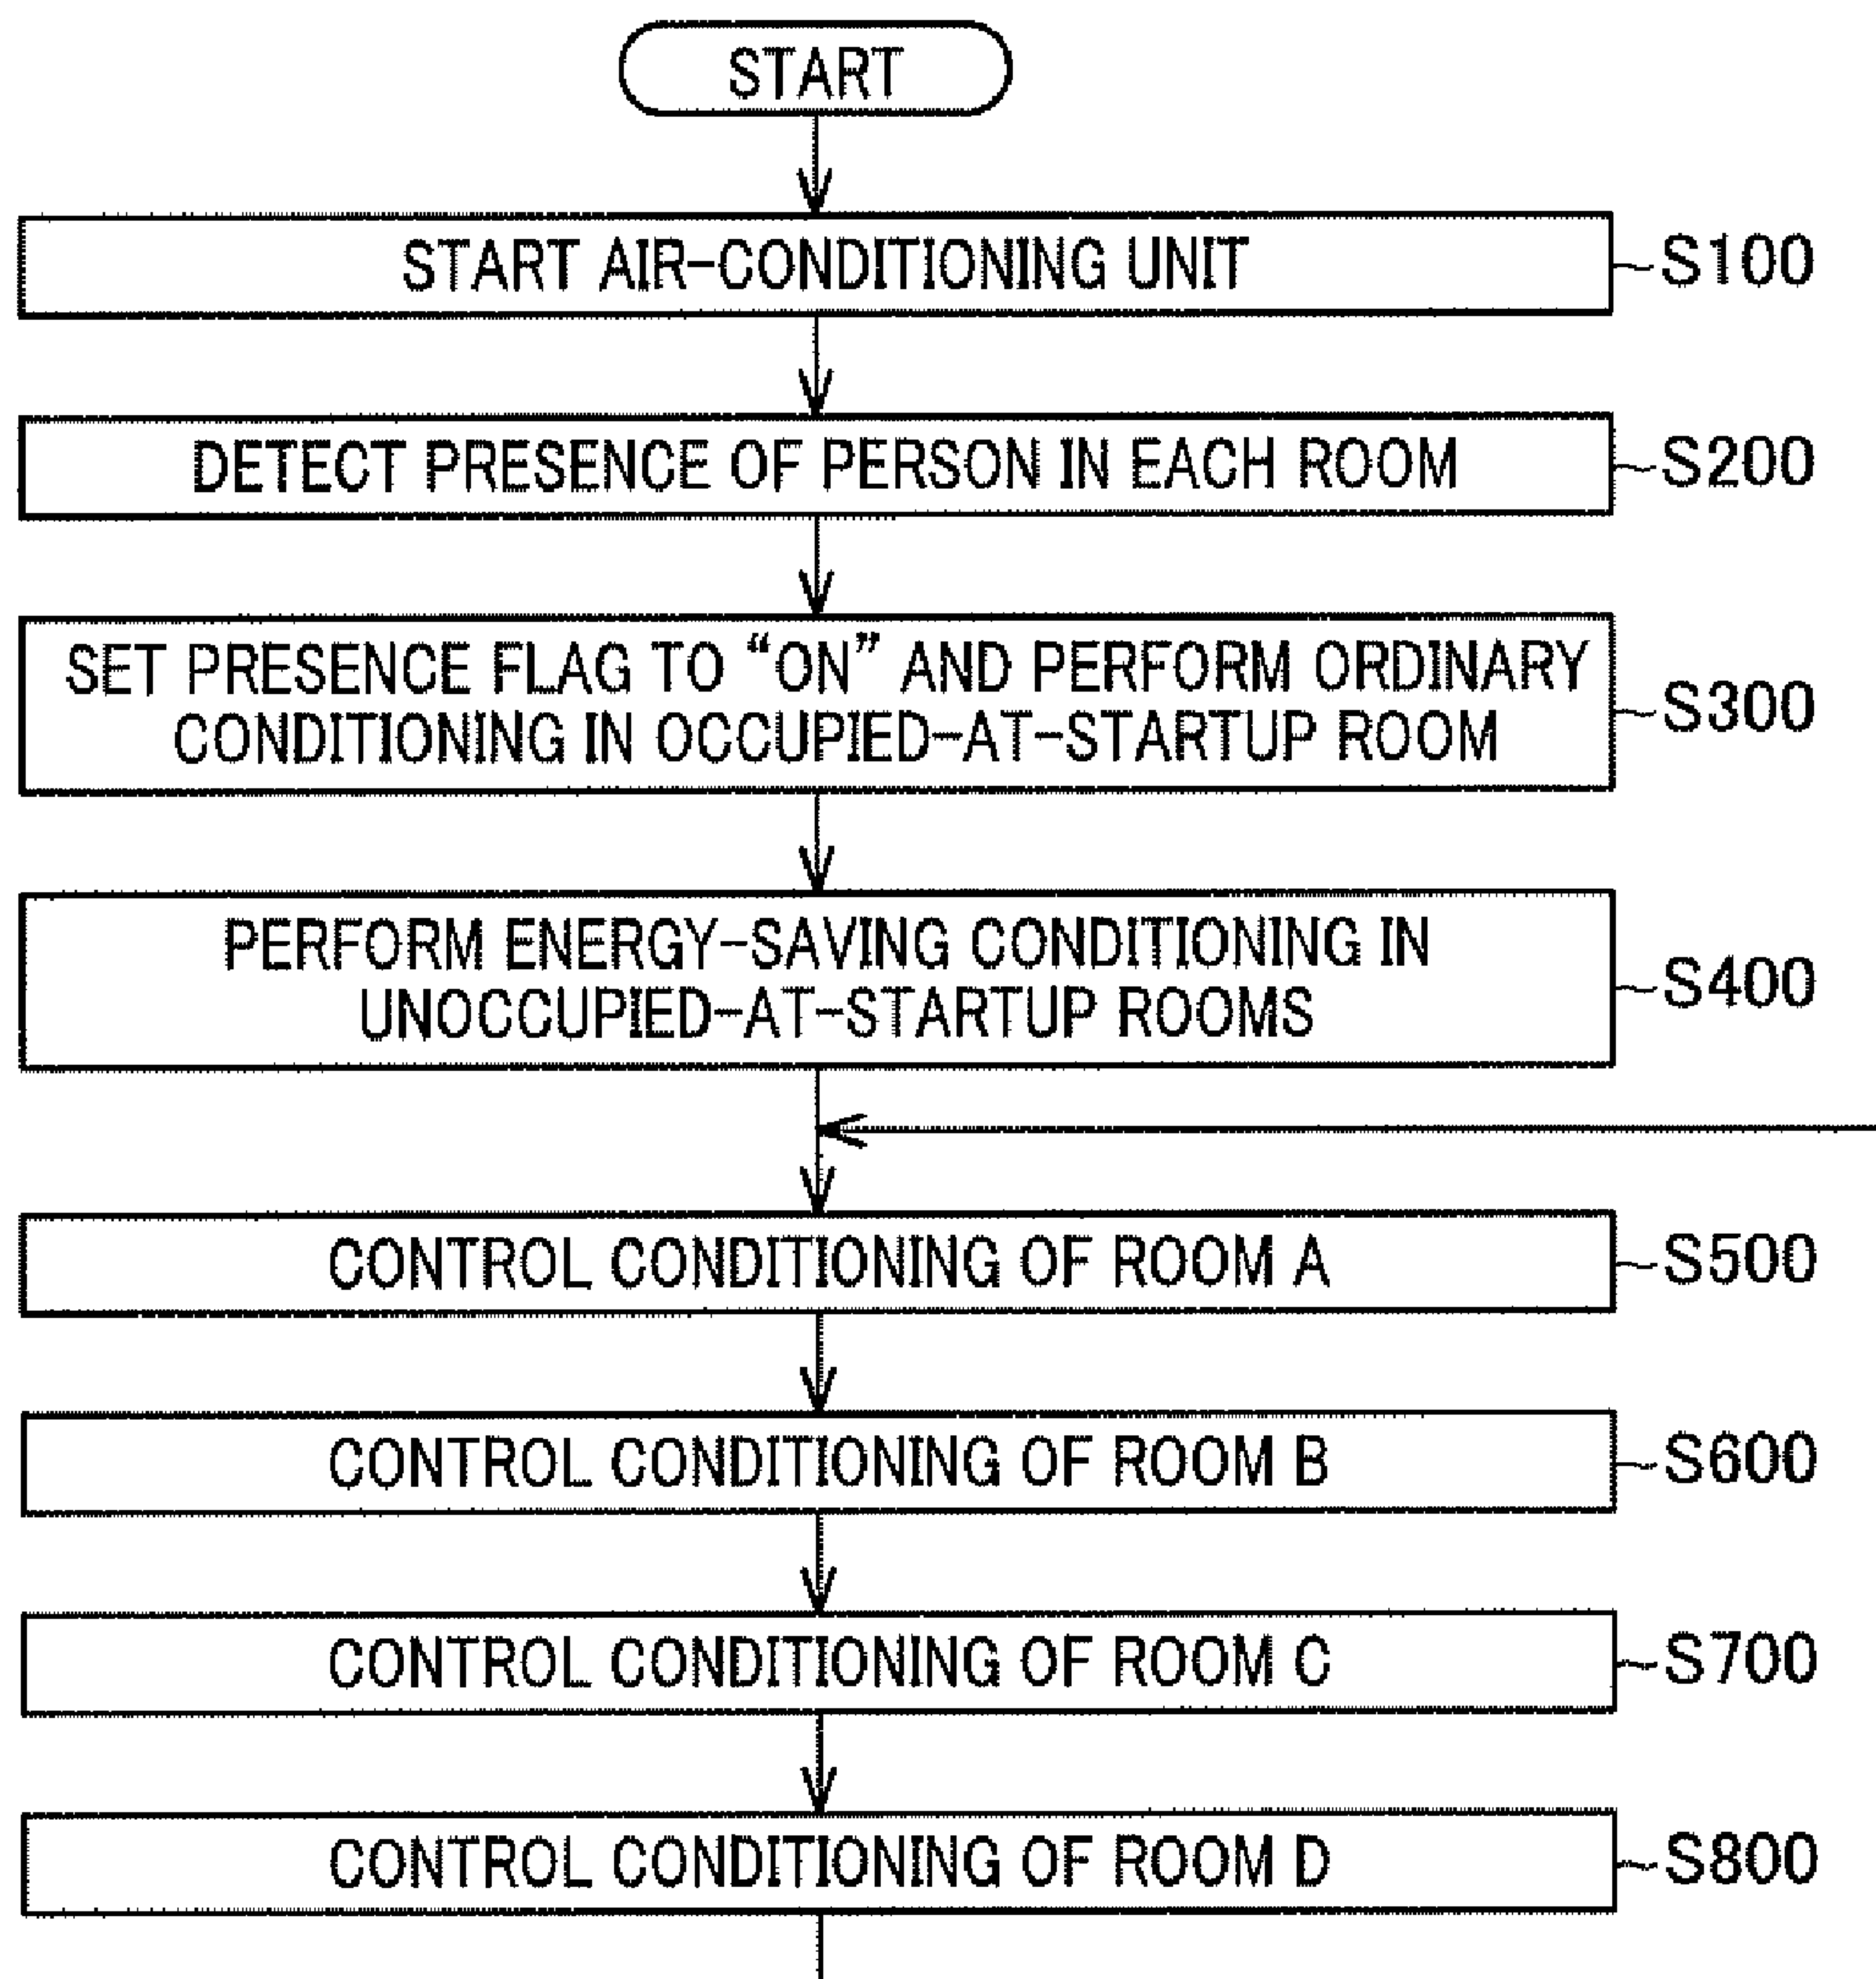 START
START AIR-CONDITIONING UNIT
S100
DETECT PRESENCE OF PERSON IN EACH ROOM
S200
SET PRESENCE FLAG TO “ON” AND PERFORM ORDINARY
CONDITIONING IN OCCUPIED-AT-STARTUP ROOM
S300
PERFORM ENERGY-SAVING CONDITIONING IN
UNOCCUPIED-AT-STARTUP ROOMS
S400
CONTROL CONDITIONING OF ROOM A
S500
CONTROL CONDITIONING OF ROOM B
S600
CONTROL CONDITIONING OF ROOM C
S700
CONTROL CONDITIONING OF ROOM D
S800